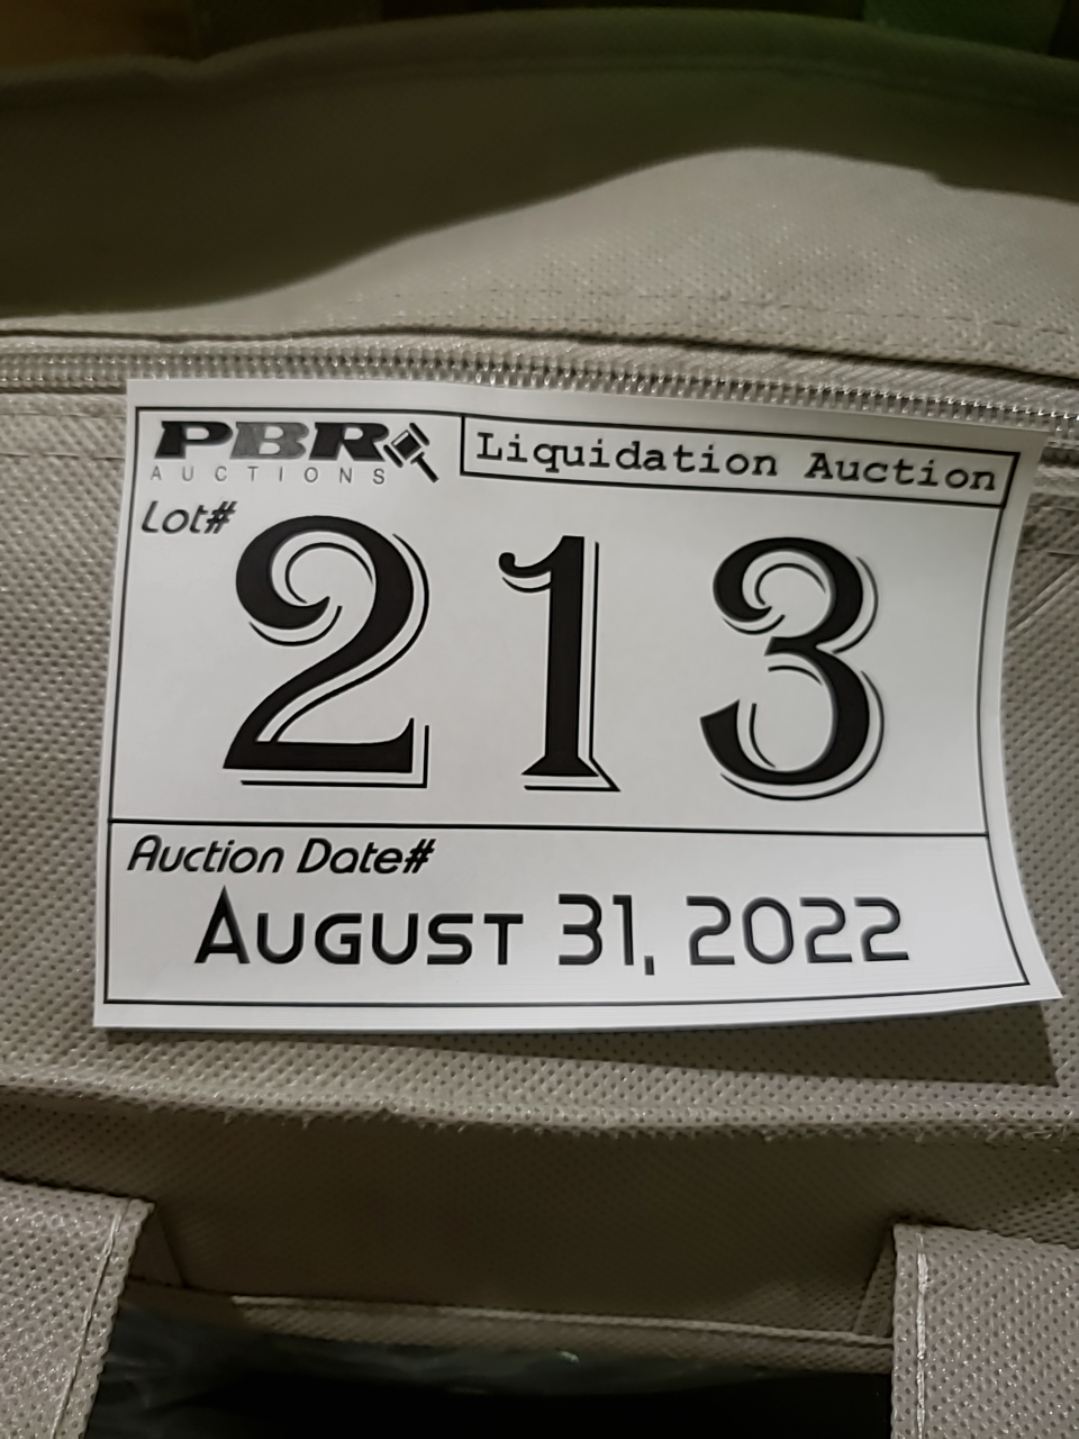 PBR
AUCTIONS
Liquidation Auction
Lot#
213
Auction Date#
August 31, 2022